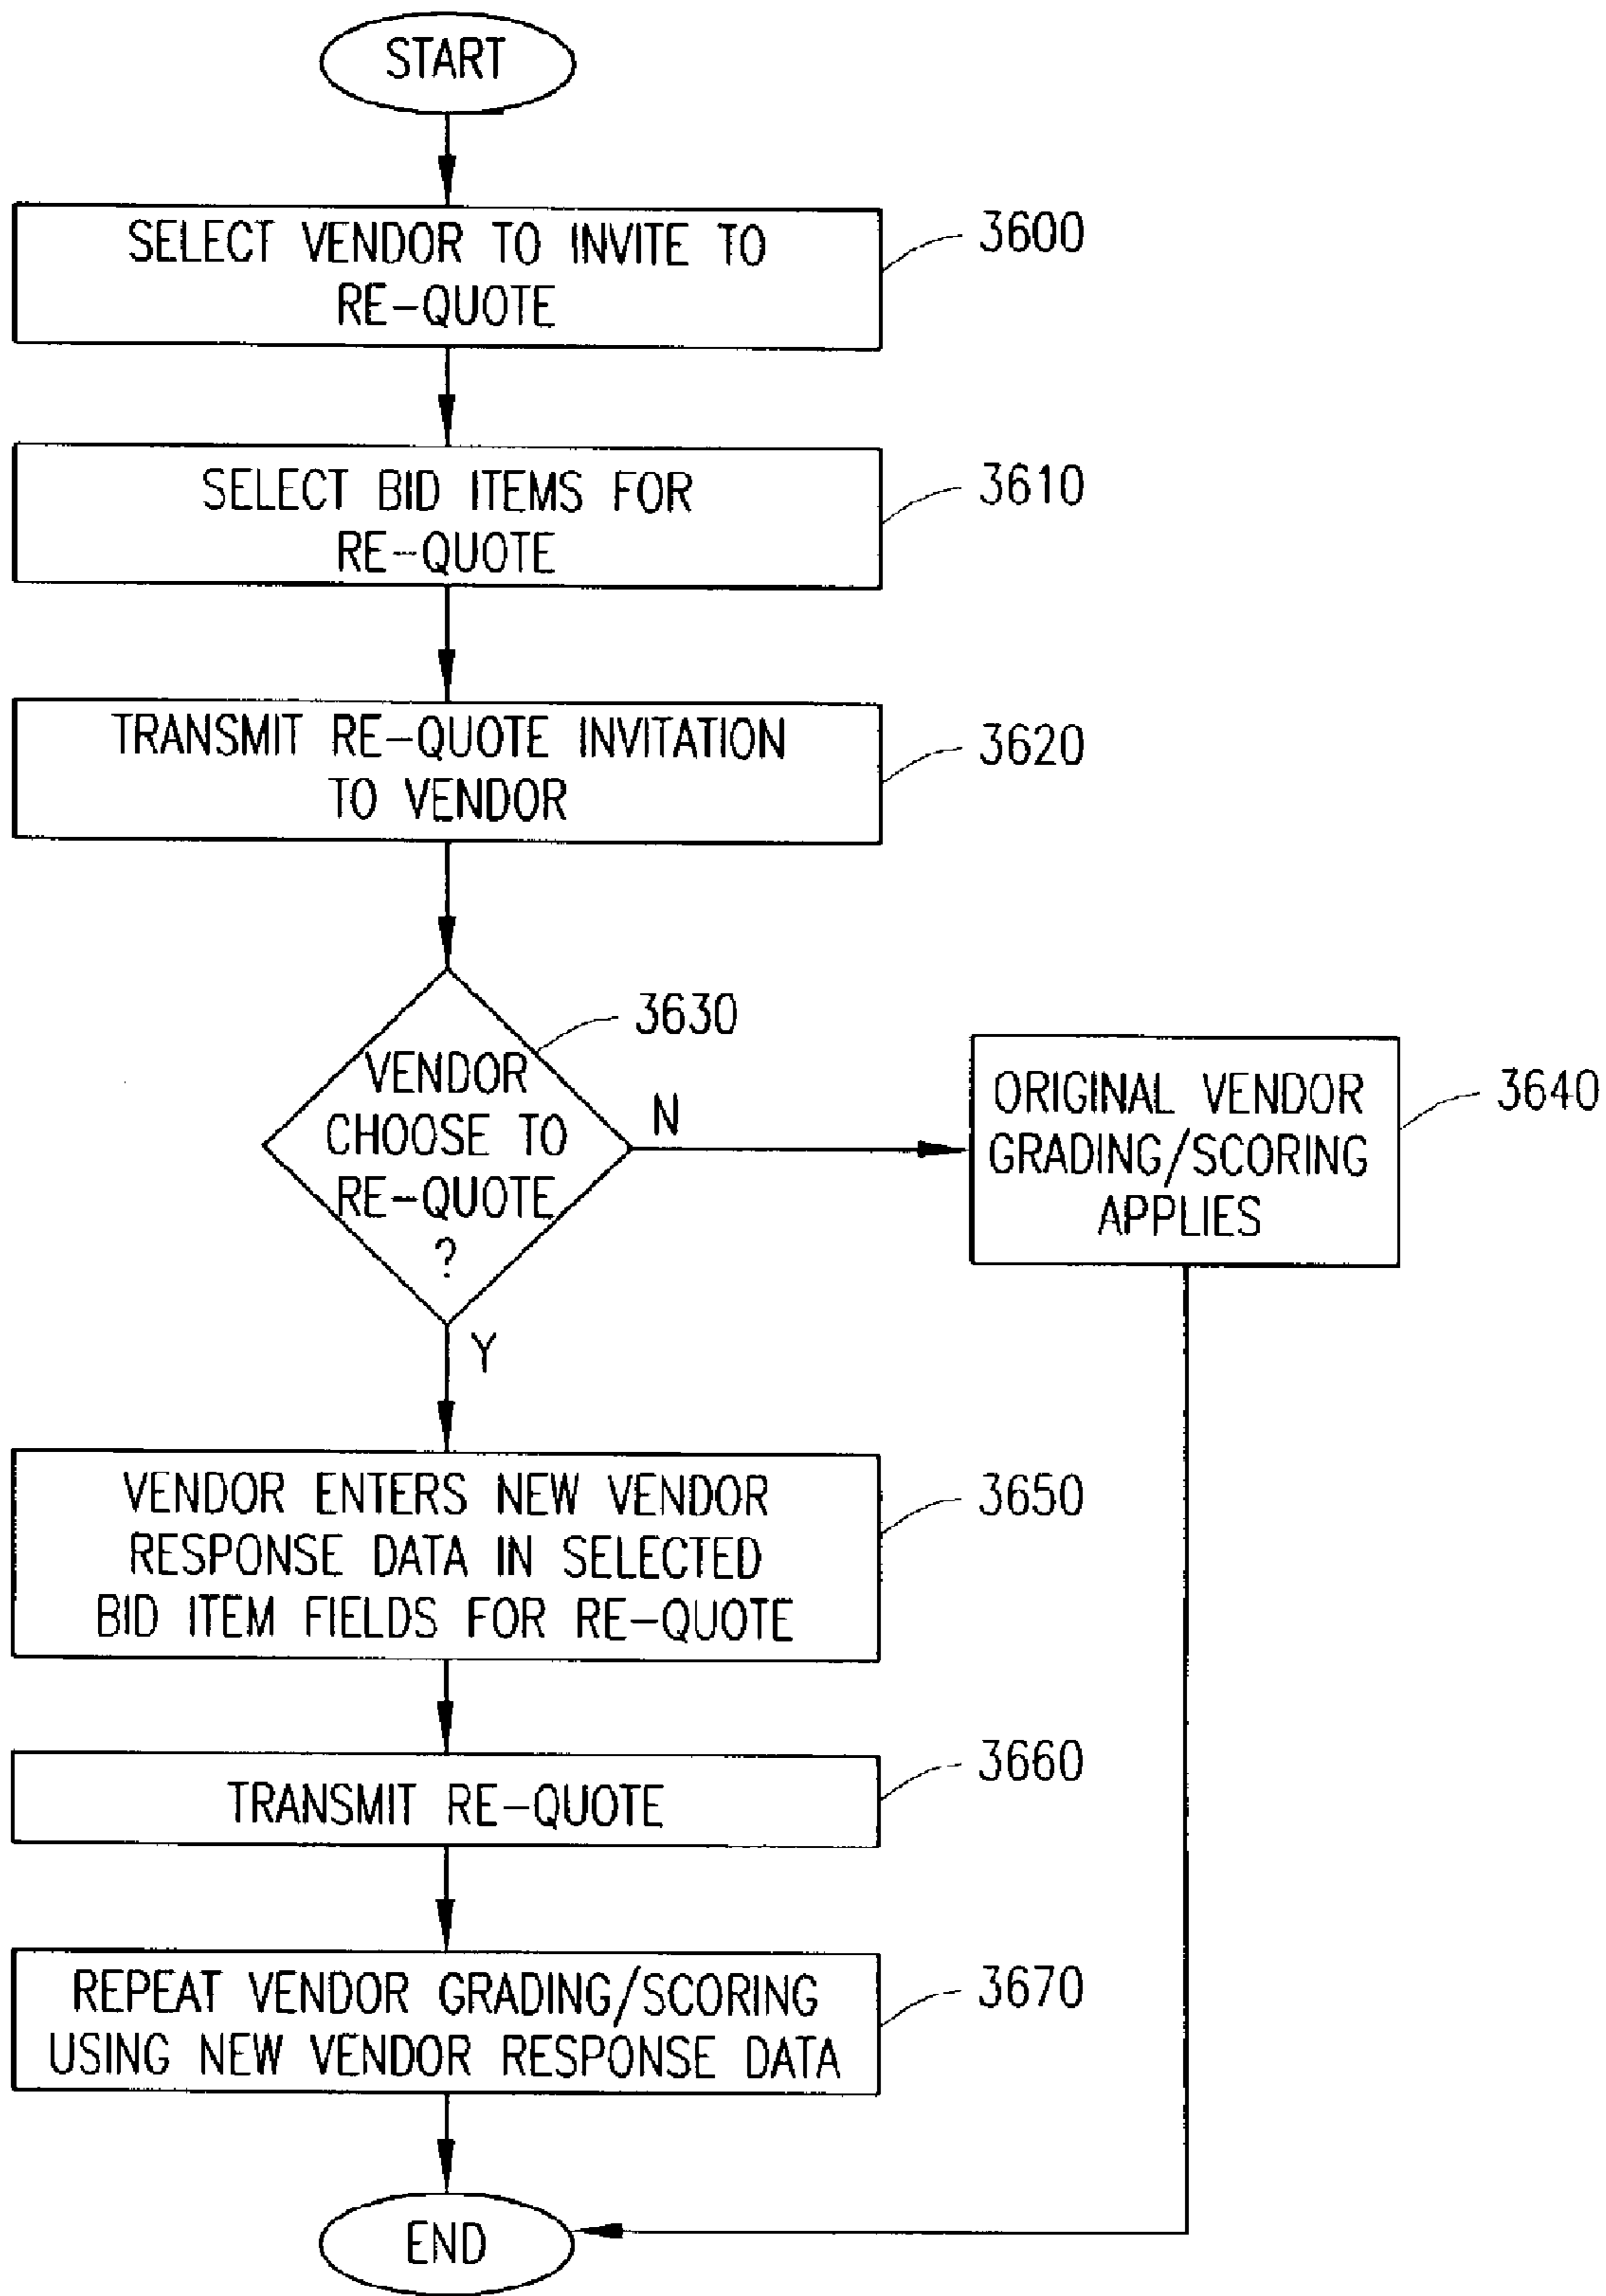 START
SELECT VENDOR TO INVITE TO
RE-QUOTE
3600
SELECT BID ITEMS FOR
RE-QUOTE
3610
TRANSMIT RE-QUOTE INVITATION
TO VENDOR
3620
3630
VENDOR
CHOOSE TO
RE-QUOTE
?
N
ORIGINAL VENDOR
GRADING/SCORING
APPLIES
3640
Y
VENDOR ENTERS NEW VENDOR
RESPONSE DATA IN SELECTED
BID ITEM FIELDS FOR RE-QUOTE
3650
TRANSMIT RE-QUOTE
3660
REPEAT VENDOR GRADING/SCORING
USING NEW VENDOR RESPONSE DATA
3670
END